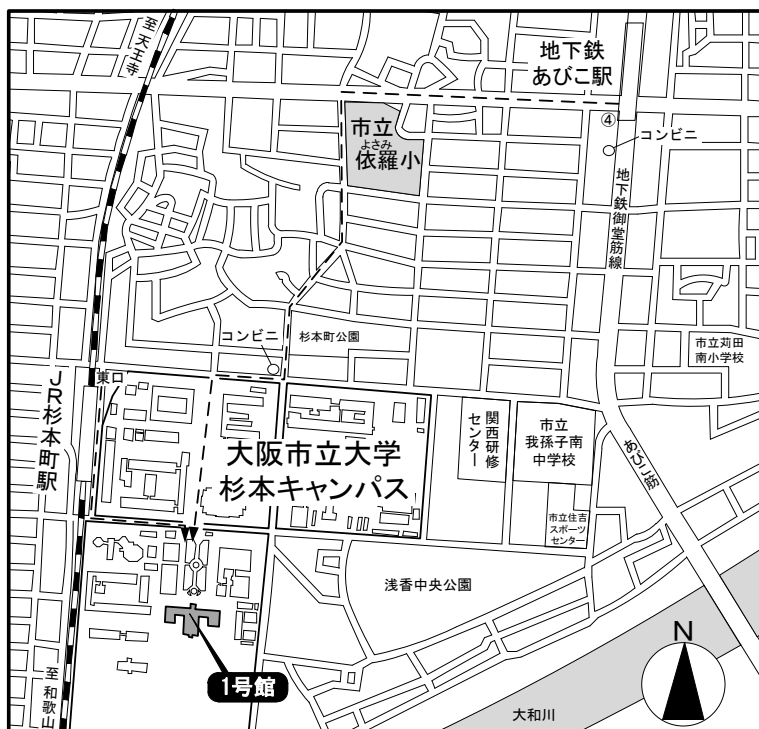 至 天王寺
地下鉄
あびこ駅
④
コンビニ
市立
よさみ
依羅小
地下鉄御堂筋線
コンビニ
杉本町公園
市立苅田
南小学校
東口
JR杉本町駅
大阪市立大学
杉本キャンパス
関西研修
センター
市立
我孫子南
中学校
あびこ筋
市立住吉
スポーツ
センター
浅香中央公園
1号館
至 和歌山
大和川
N